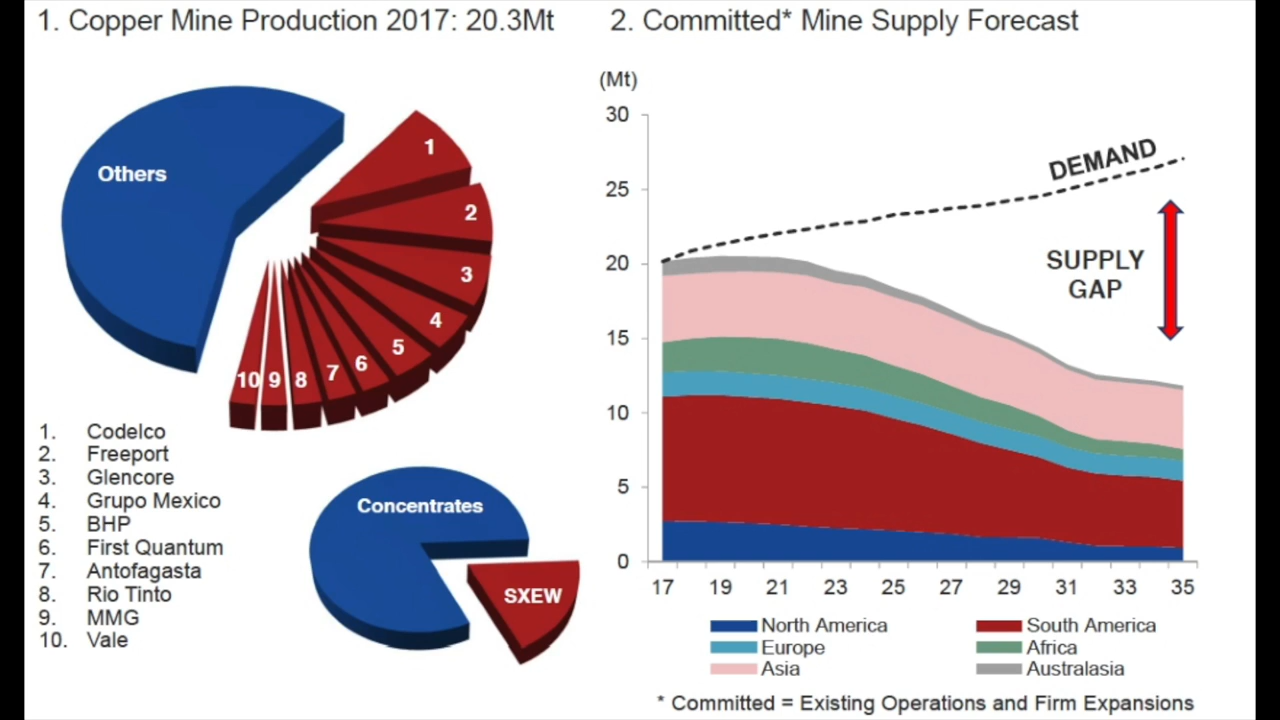 1. Copper Mine Production 2017: 20.3Mt
Others
1
2
3
4
5
6
7
8
9
10
1. Codelco
2. Freeport
3. Glencore
4. Grupo Mexico
5. BHP
6. First Quantum
7. Antofagasta
8. Rio Tinto
9. MMG
10. Vale
Concentrates
SXEW
2. Committed* Mine Supply Forecast
(Mt)
30
25
20
15
10
5
0
DEMAND
SUPPLY
GAP
17 19 21 23 25 27 29 31 33 35
North America
South America
Europe
Africa
Asia
Australasia
* Committed = Existing Operations and Firm Expansions